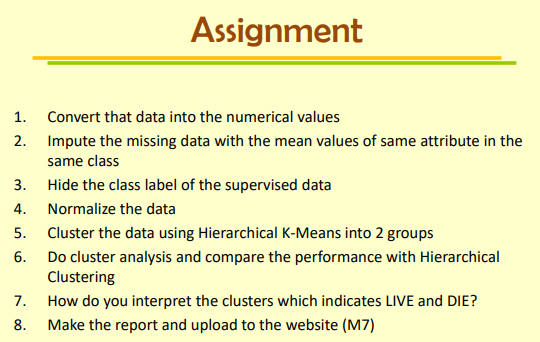 Assignment
1. Convert that data into the numerical values
2. Impute the missing data with the mean values of same attribute in the
same class
3. Hide the class label of the supervised data
4. Normalize the data
5. Cluster the data using Hierarchical K-Means into 2 groups
6. Do cluster analysis and compare the performance with Hierarchical
Clustering
7. How do you interpret the clusters which indicates LIVE and DIE?
8. Make the report and upload to the website (M7)